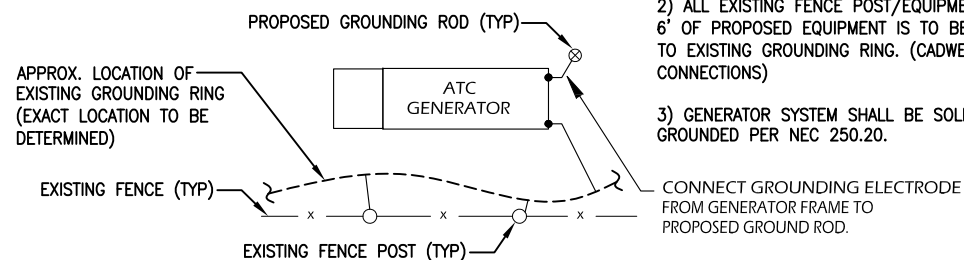 PROPOSED GROUNDING ROD (TYP)
APPROX. LOCATION OF
EXISTING GROUNDING RING
(EXACT LOCATION TO BE
DETERMINED)
ATC
GENERATOR
EXISTING FENCE (TYP)
x x x
EXISTING FENCE POST (TYP)
2) ALL EXISTING FENCE POST/EQUIPME
6' OF PROPOSED EQUIPMENT IS TO BE
TO EXISTING GROUNDING RING. (CADWE
CONNECTIONS)
3) GENERATOR SYSTEM SHALL BE SOL
GROUNDED PER NEC 250.20.
CONNECT GROUNDING ELECTRODE
FROM GENERATOR FRAME TO
PROPOSED GROUND ROD.